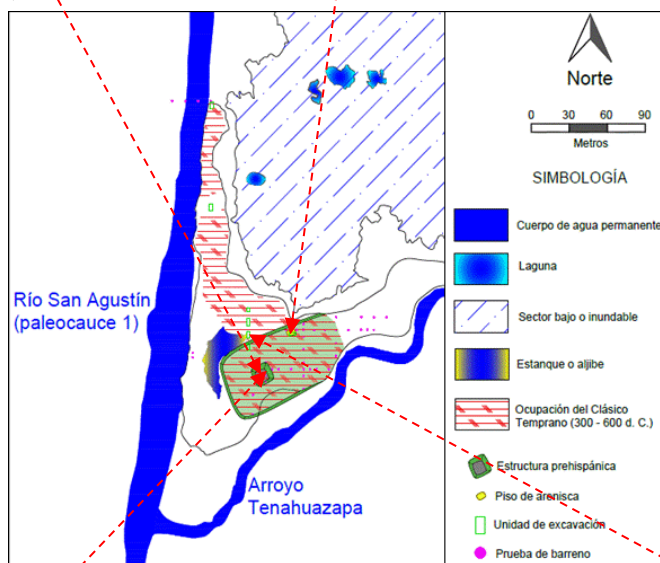 Norte
0 30 60 90
Metros
SIMBOLOGÍA
Cuerpo de agua permanente
Laguna
Sector bajo o inundable
Estanque o aljibe
Ocupación del Clásico
Temprano (300 - 600 d. C.)
Estructura prehispánica
Piso de arenisca
Unidad de excavación
Prueba de barreno
Río San Agustín
(paleocauce 1)
Arroyo
Tenahuazapa